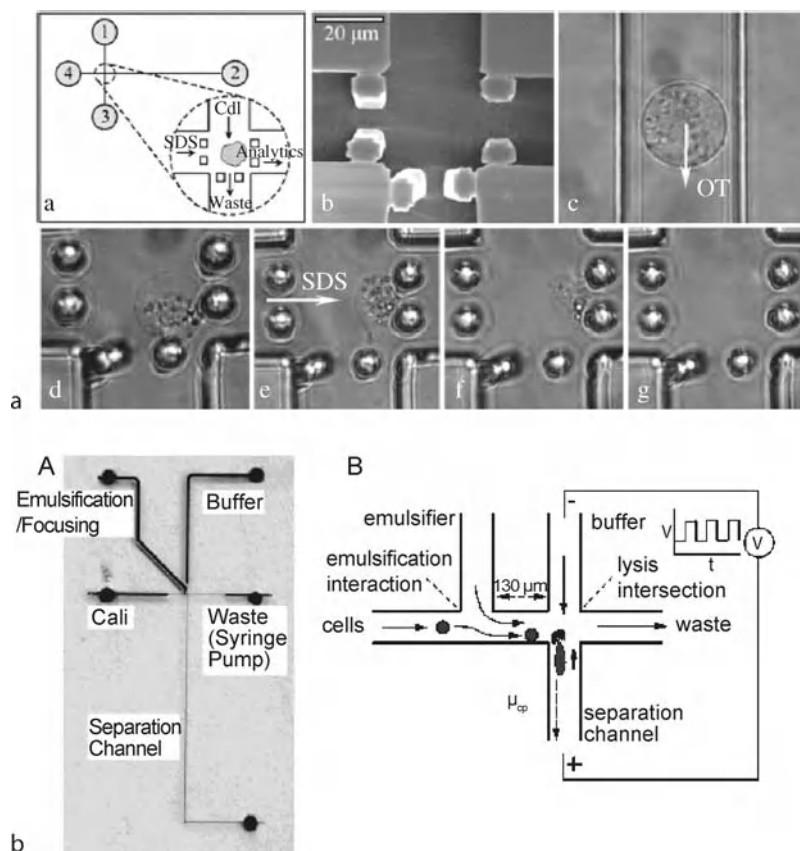 1
4
2
3
Cdl
SDS
Analytics
Waste
a
20 µm
b
c
OT
d
SDS
e
f
g
a
A
Emulsification
/Focusing
Buffer
Cali
Waste
(Syringe
Pump)
Separation
Channel
B
emulsifier
-
buffer
V
t
V
emulsification
interaction
130 µm
lysis
intersection
cells
waste
µcp
separation
channel
+
b